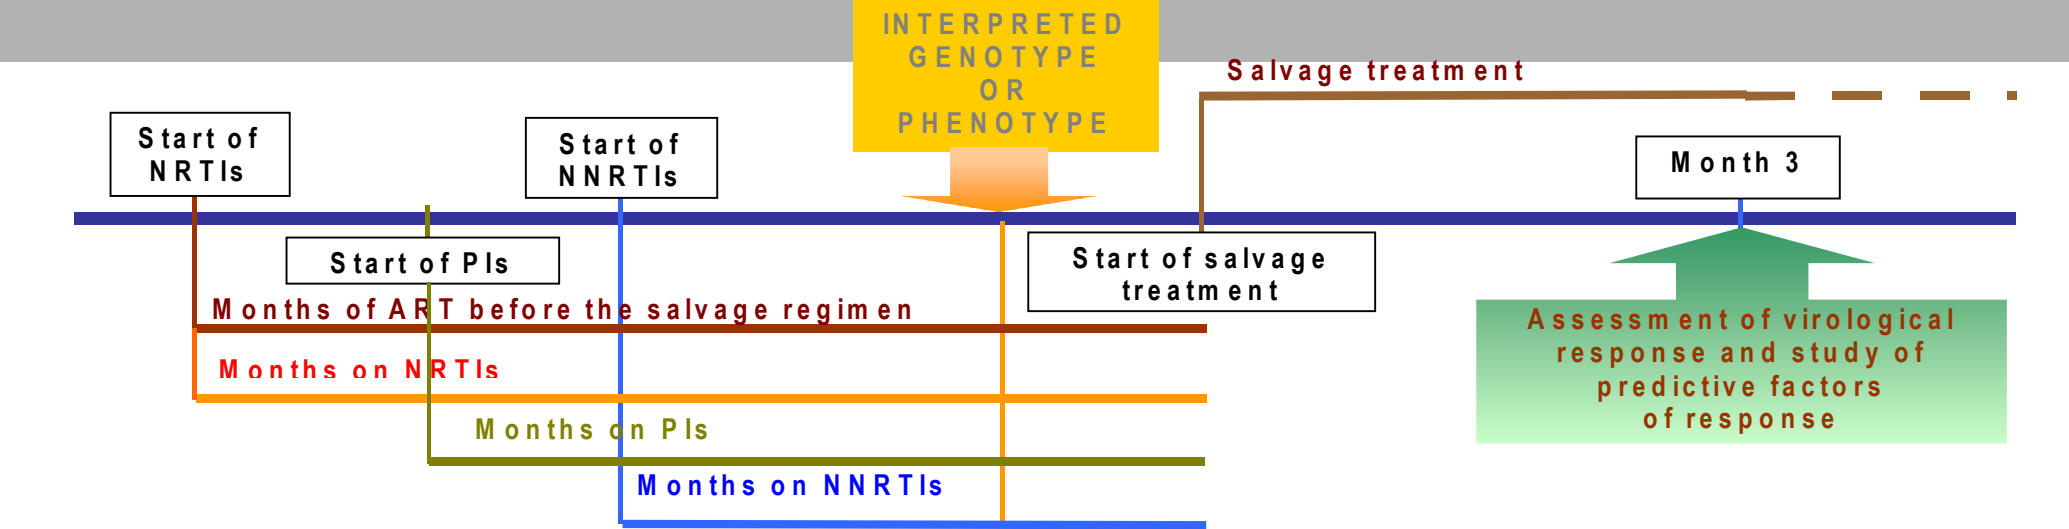 INTERPRETED
GENOTYPE
OR
PHENOTYPE
Salvage treatment
Start of
NRTIs
Start of
NNRTIs
Month 3
Start of PIs
Start of salvage
treatment
Months of ART before the salvage regimen
Months on NRTIs
Months on PIs
Months on NNRTIs
Assessment of virological
response and study of
predictive factors
of response